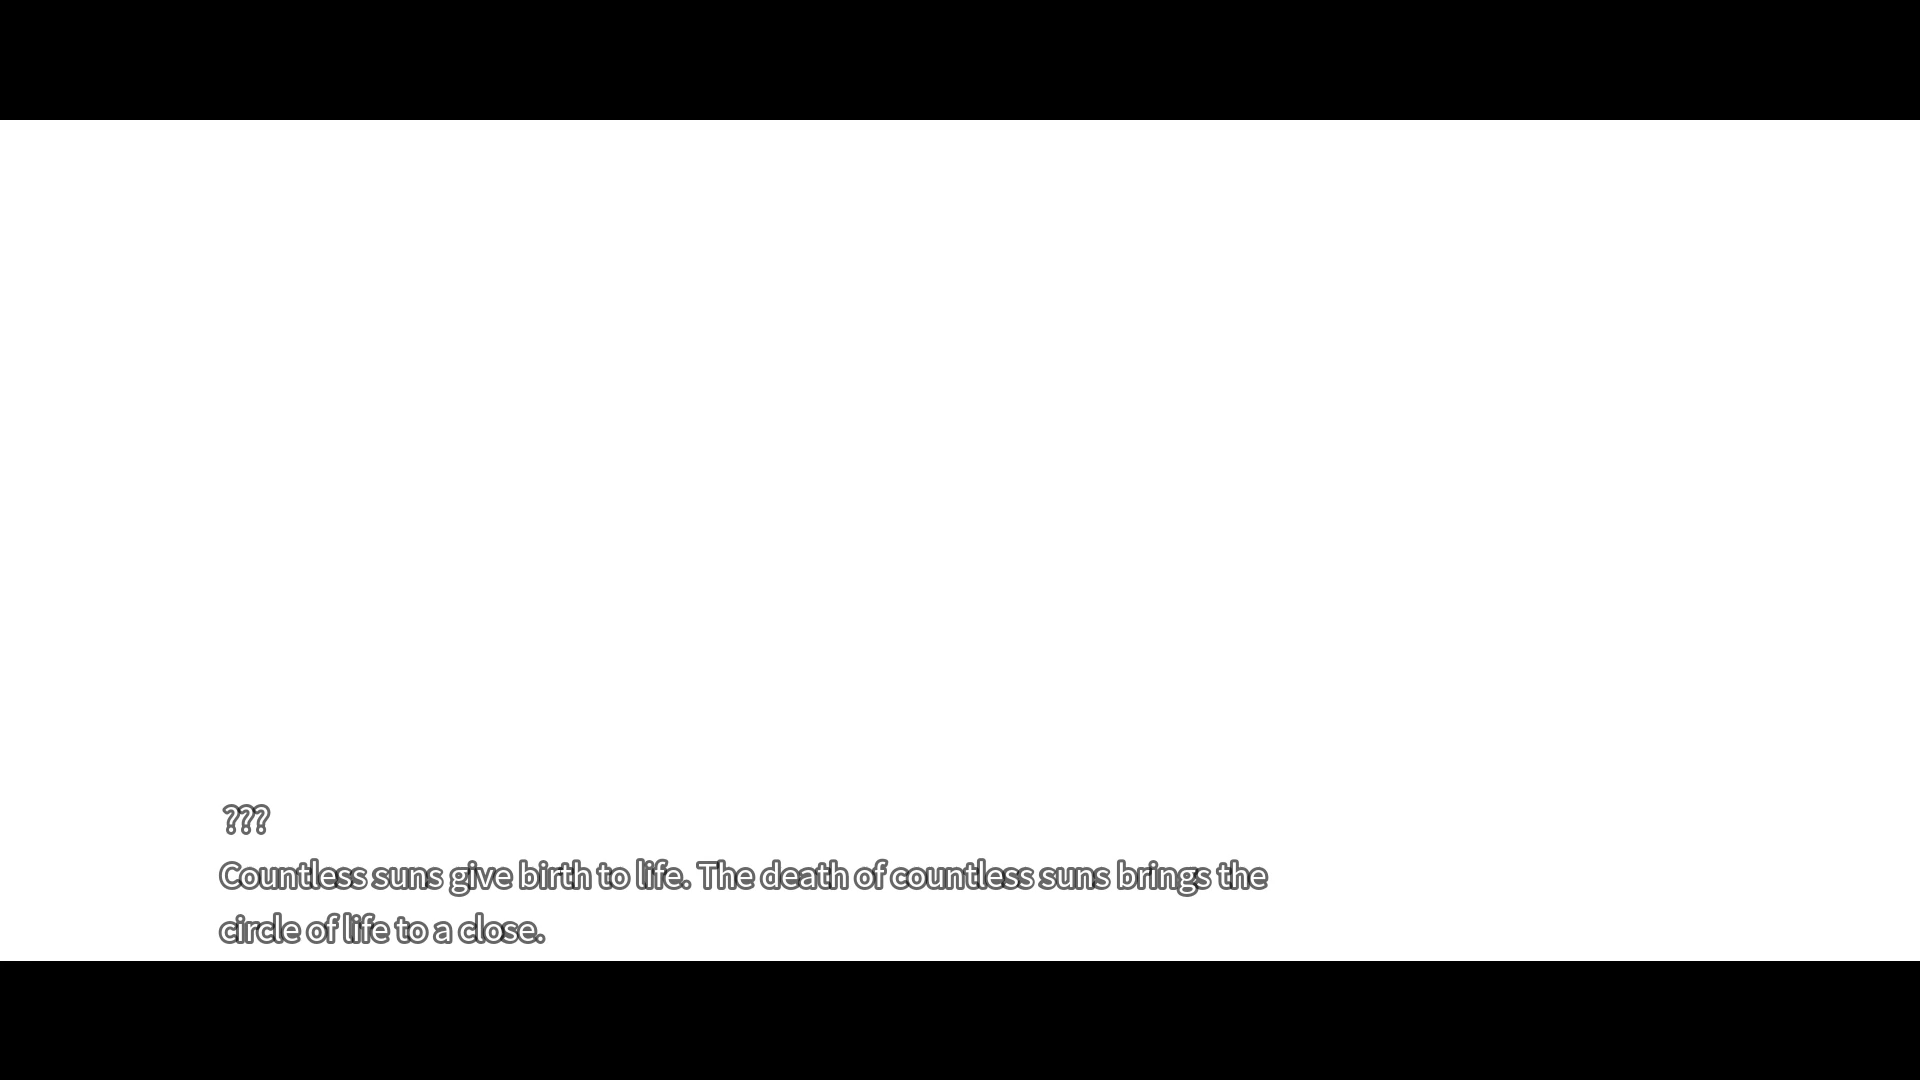 ???
Countless suns give birth to life. The death of countless suns brings the
circle of life to a close.